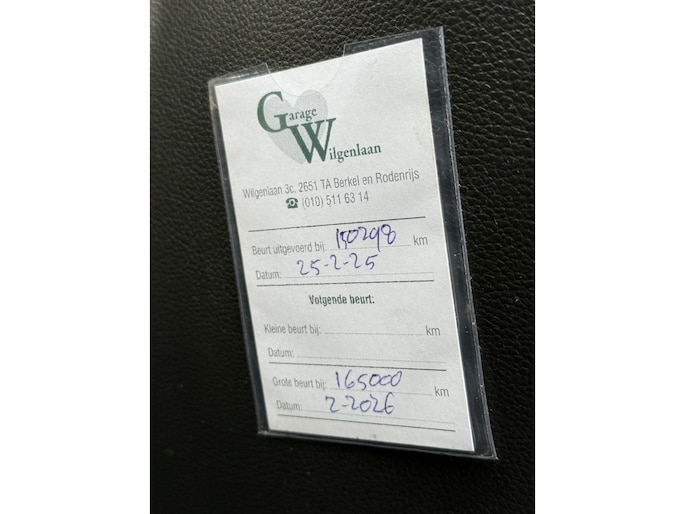 Garage
Wilgenlaan
Wilgenlaan 3c, 2651 TA Berkel en Rodenrijs
☎ (010) 511 63 14
Beurt uitgevoerd bij: 150298 km
Datum: 25-2-25
Volgende beurt:
Kleine beurt bij: km
Datum:
Grote beurt bij: 165000 km
Datum: 2-2026